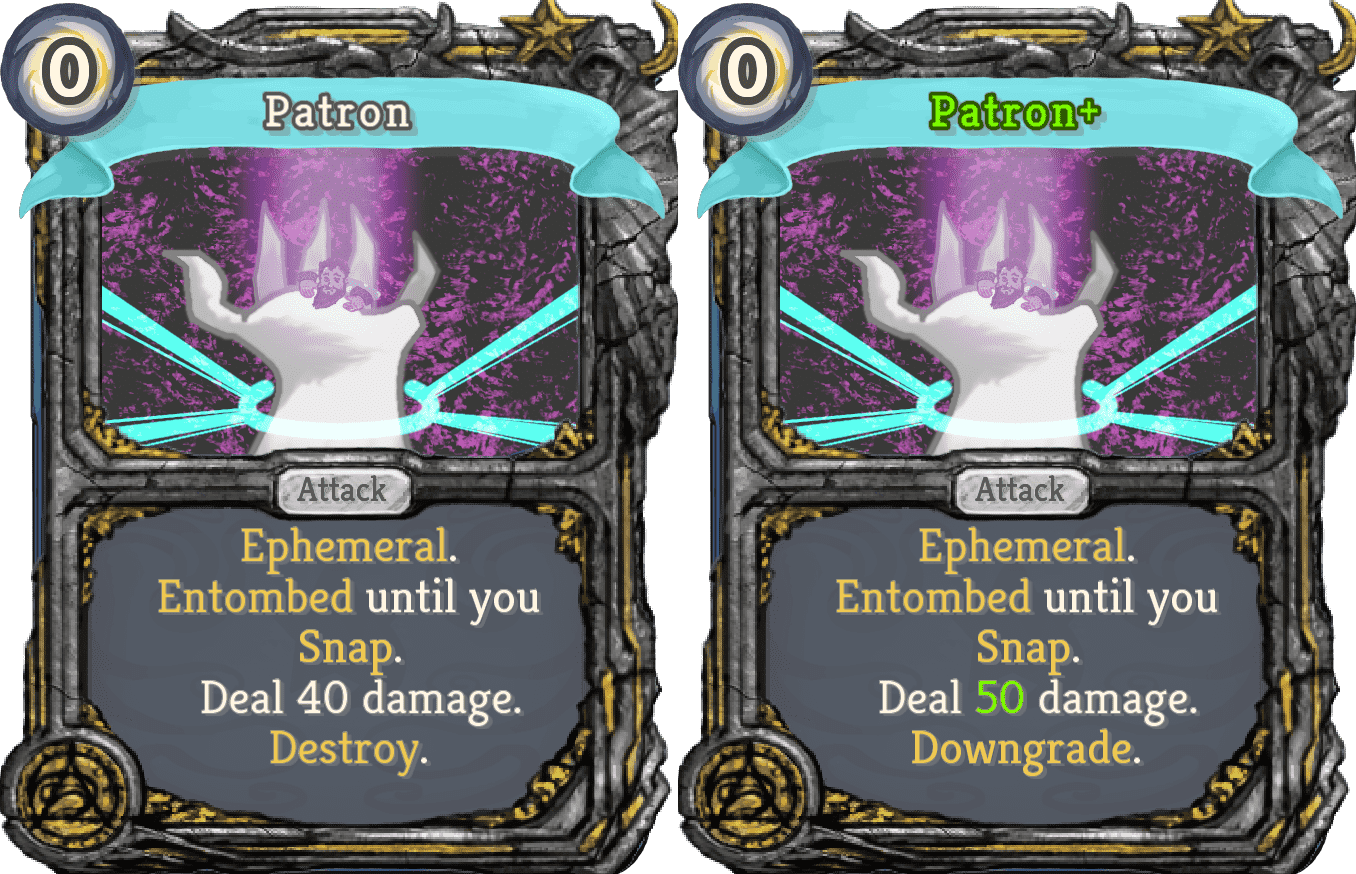 0
Patron
Attack
Ephemeral.
Entombed until you
Snap.
Deal 40 damage.
Destroy.
0
Patron+
Attack
Ephemeral.
Entombed until you
Snap.
Deal 50 damage.
Downgrade.